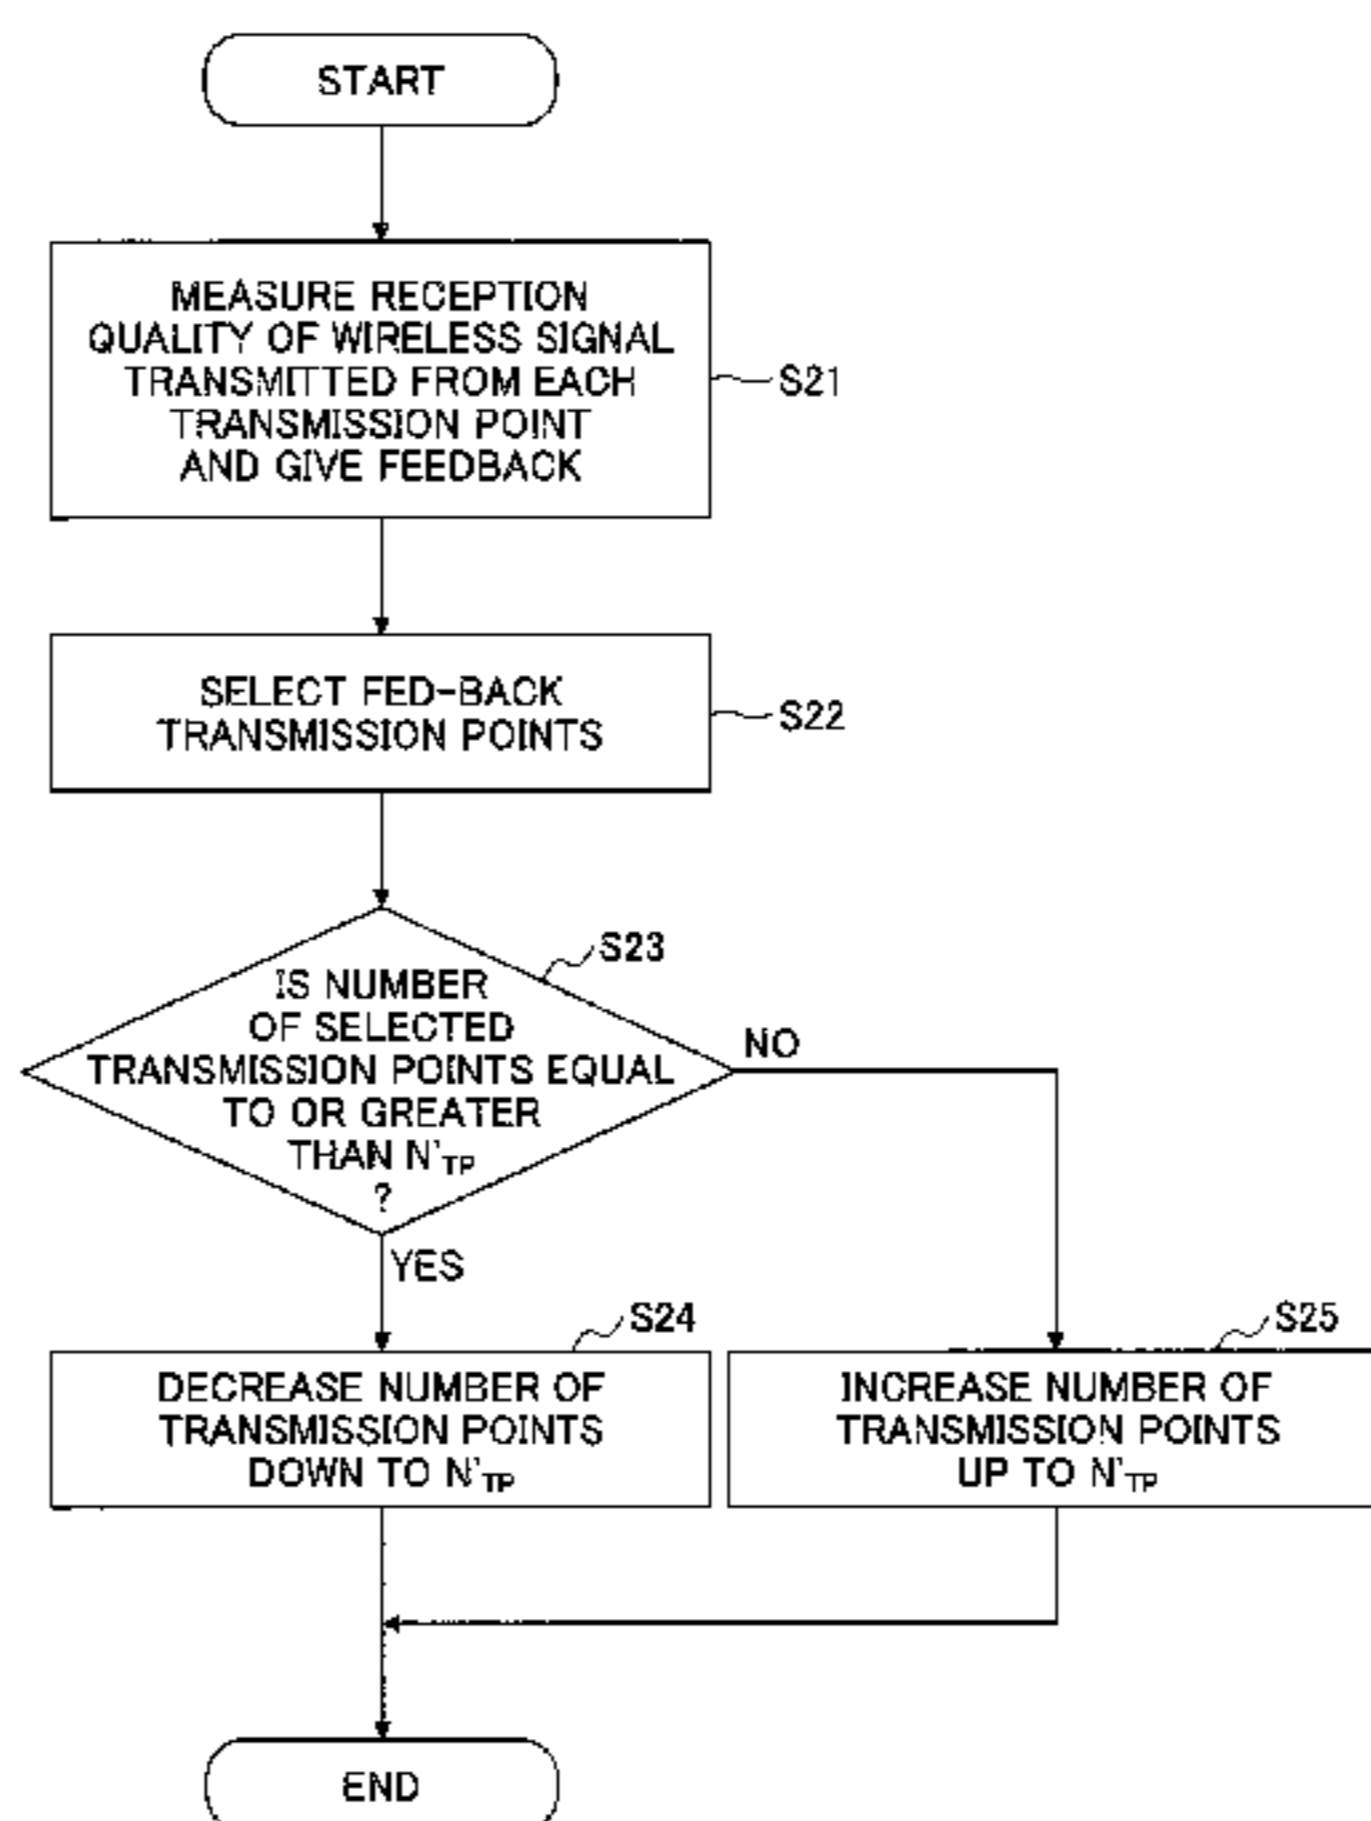 START
MEASURE RECEPTION
QUALITY OF WIRELESS SIGNAL
TRANSMITTED FROM EACH
TRANSMISSION POINT
AND GIVE FEEDBACK
S21
SELECT FED-BACK
TRANSMISSION POINTS
S22
S23
IS NUMBER
OF SELECTED
TRANSMISSION POINTS EQUAL
TO OR GREATER
THAN N'TP
?
NO
YES
S24
DECREASE NUMBER OF
TRANSMISSION POINTS
DOWN TO N'TP
S25
INCREASE NUMBER OF
TRANSMISSION POINTS
UP TO N'TP
END